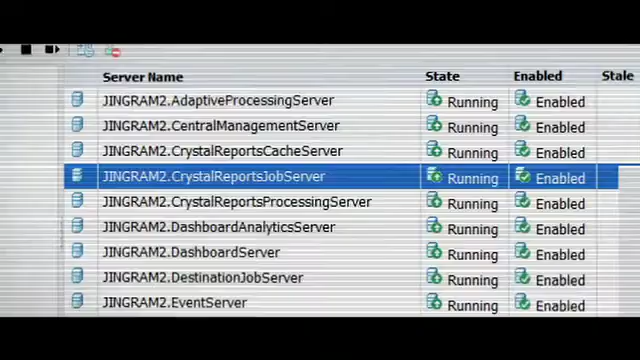 Server Name State Enabled Stale
JINGRAM2.AdaptiveProcessingServer Running Enabled
JINGRAM2.CentralManagementServer Running Enabled
JINGRAM2.CrystalReportsCacheServer Running Enabled
JINGRAM2.CrystalReportsJobServer Running Enabled
JINGRAM2.CrystalReportsProcessingServer Running Enabled
JINGRAM2.DashboardAnalyticsServer Running Enabled
JINGRAM2.DashboardServer Running Enabled
JINGRAM2.DestinationJobServer Running Enabled
JINGRAM2.EventServer Running Enabled